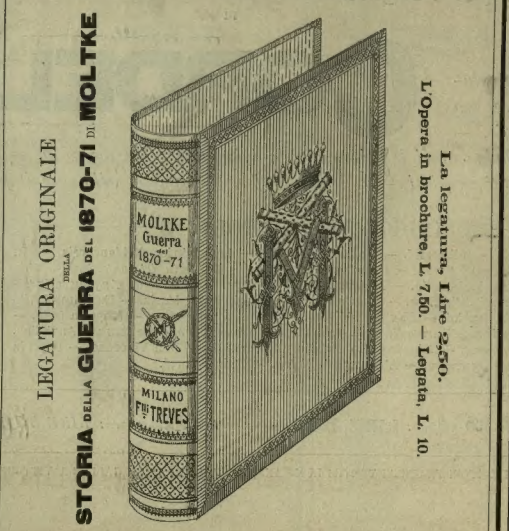 LEGATURA ORIGINALE
DELLA
STORIA DELLA GUERRA DEL 1870-71 DI MOLTKE
MOLTKE
Guerra
del
1870-71
M
MILANO
Flli TREVES
La legatura, Lire 2,50.
L'Opera in brochure, L. 7,50. — Legata, L. 10.